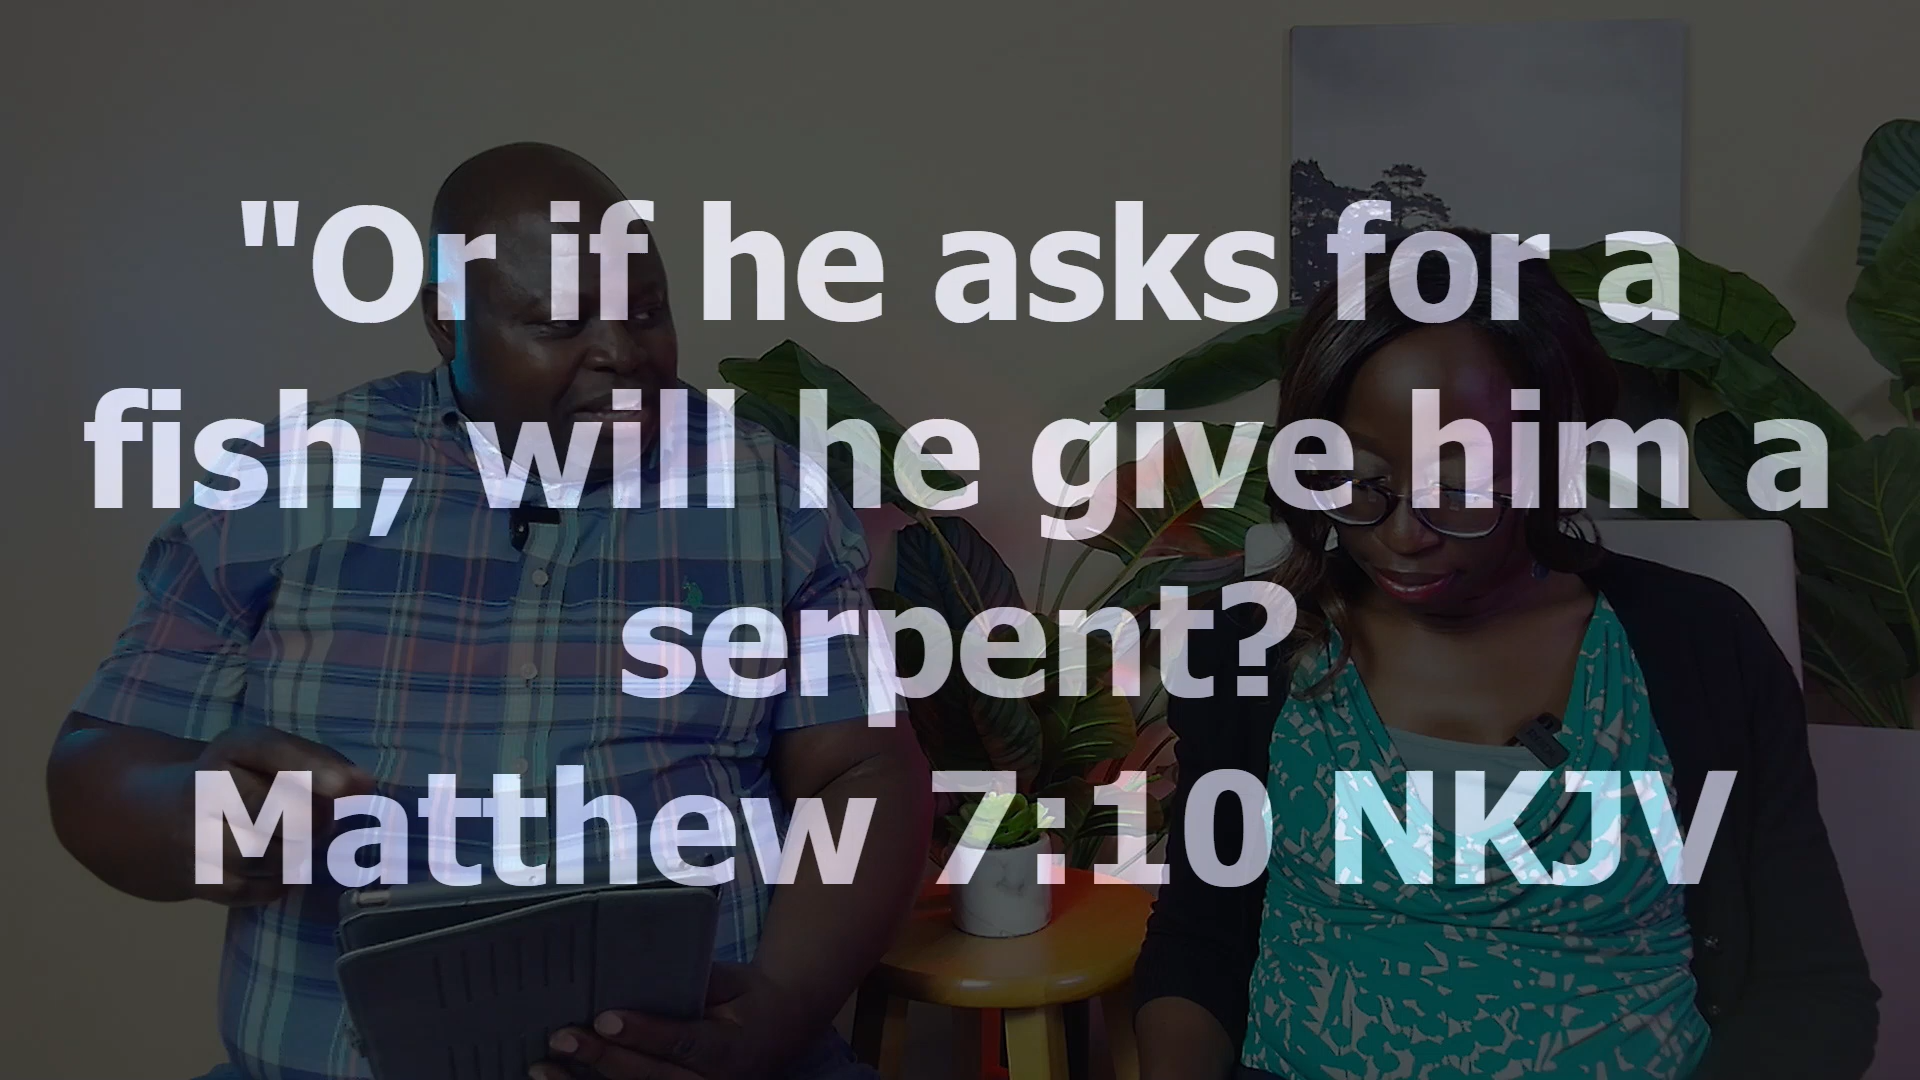 "Or if he asks for a
fish, will he give him a
serpent?
Matthew 7:10 NKJV